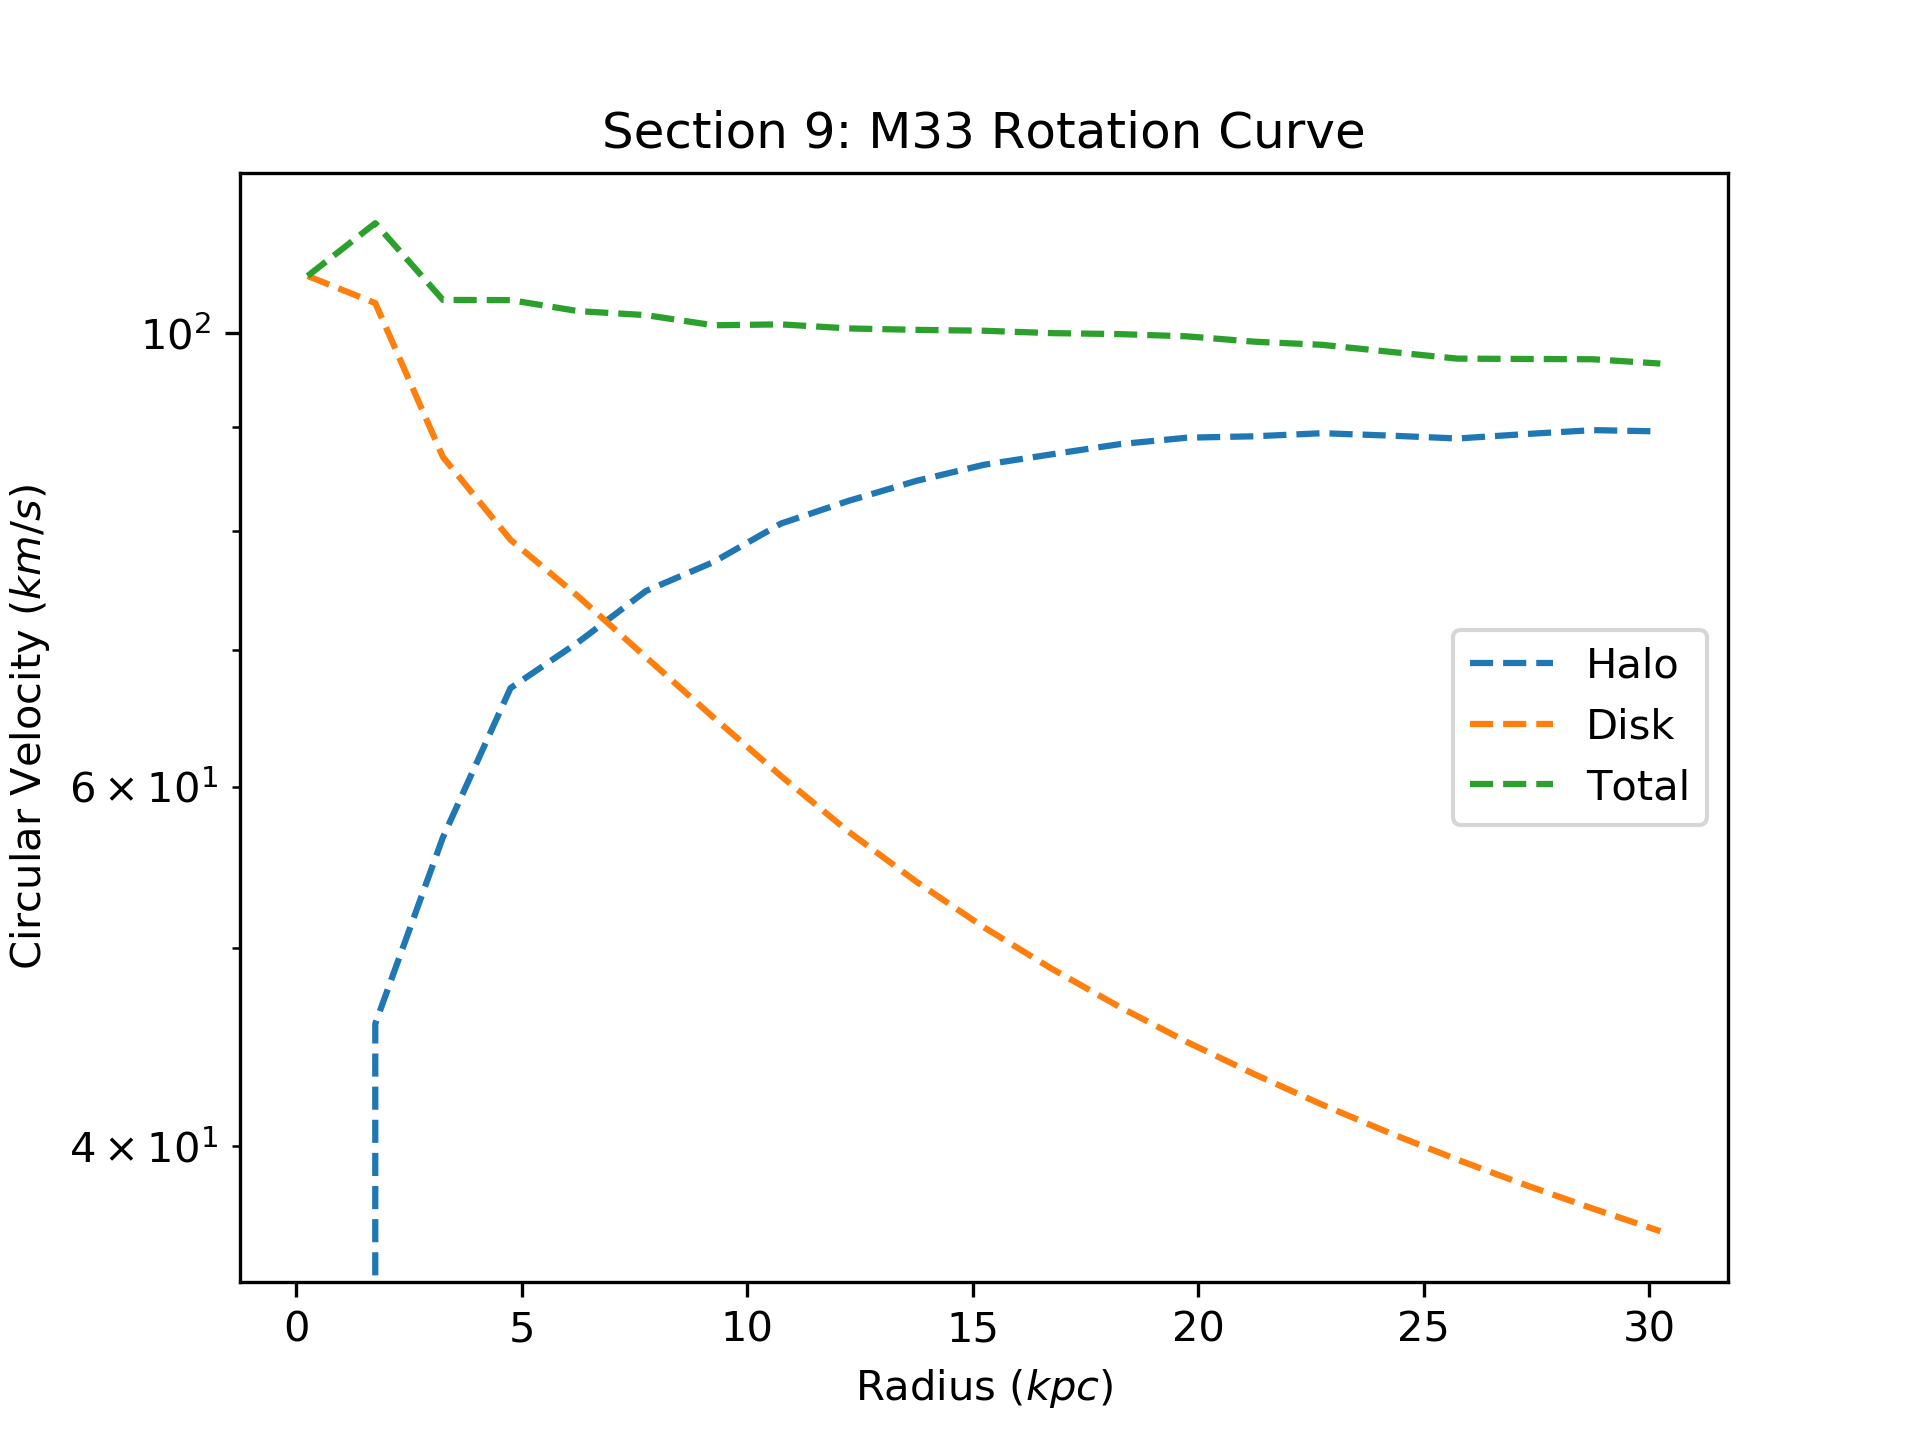 Section 9: M33 Rotation Curve
Circular Velocity (km/s)
10²
6 × 10¹
4 × 10¹
Halo
Disk
Total
0 5 10 15 20 25 30
Radius (kpc)